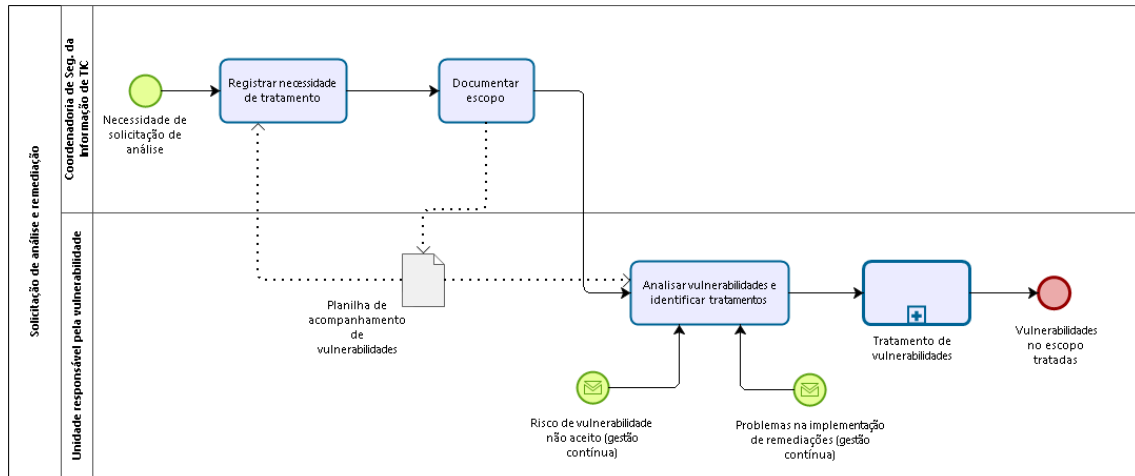 Solicitação de análise e remediação
Coordenadoria de Seg. da
Informação de TIC
Necessidade de
solicitação de
análise
Registrar necessidade
de tratamento
Documentar
escopo
Unidade responsável pela vulnerabilidade
Planilha de
acompanhamento
de
vulnerabilidades
Analisar vulnerabilidades e
identificar tratamentos
Tratamento de
vulnerabilidades
Vulnerabilidades
no escopo
tratadas
Risco de vulnerabilidade
não aceito (gestão
contínua)
Problemas na implementação
de remediações (gestão
contínua)